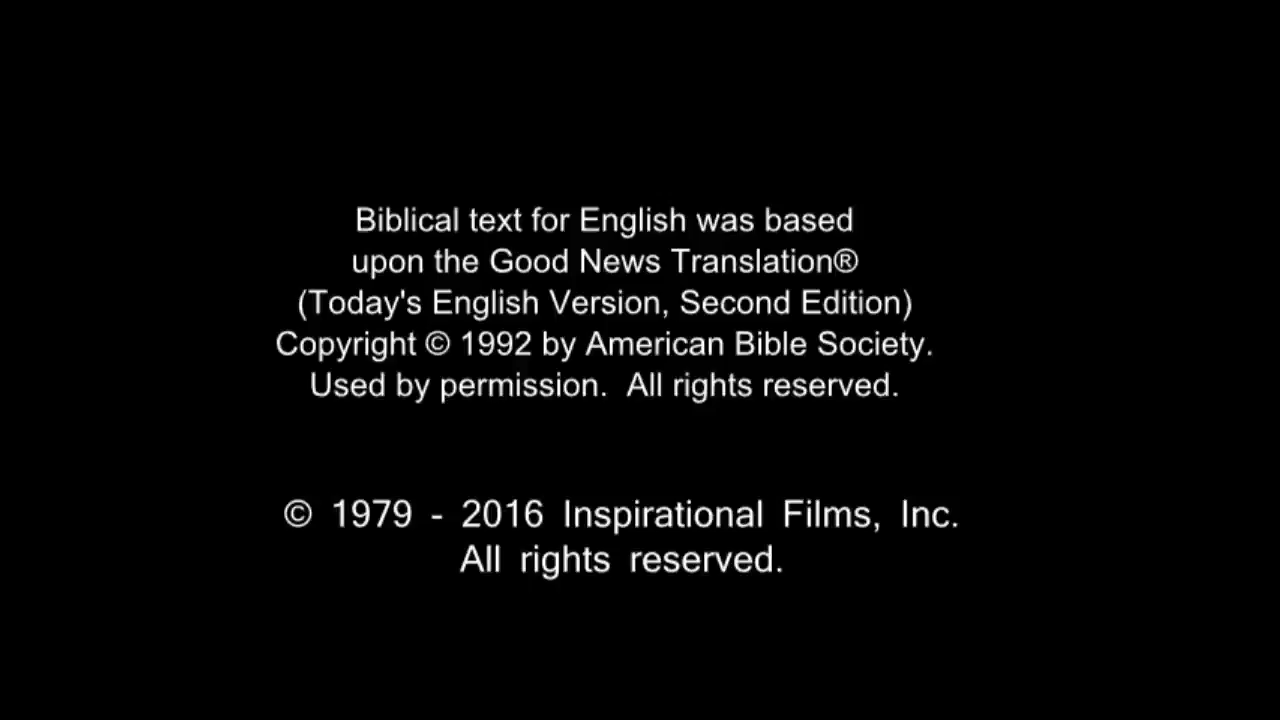 Biblical text for English was based
upon the Good News Translation®
(Today's English Version, Second Edition)
Copyright © 1992 by American Bible Society.
Used by permission.  All rights reserved.
© 1979 - 2016 Inspirational Films, Inc.
All rights reserved.